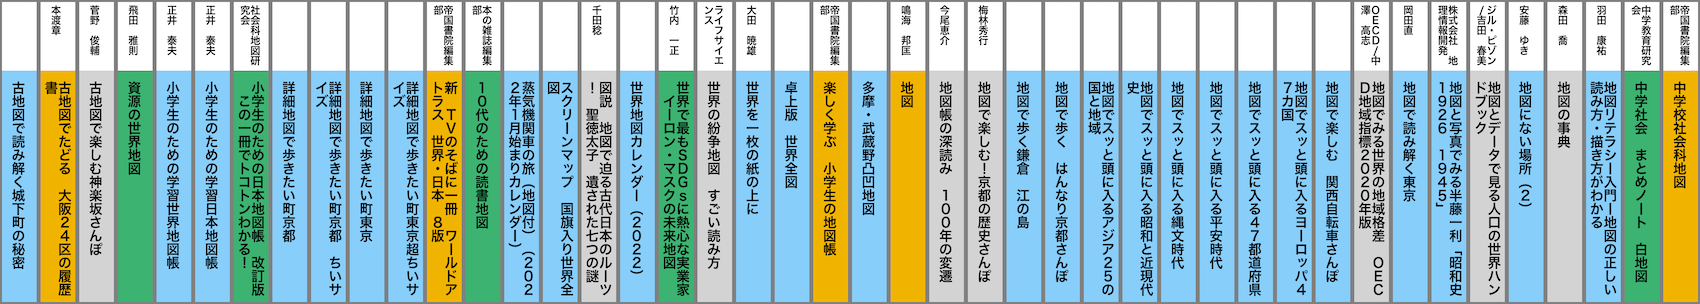 帝国書院編集
部
中学校社会科地図
中学教育研究
会
中学社会　まとめノート　白地図
羽田　康祐
地図リテラシー入門ー地図の正しい
読み方・描き方がわかる
森田　喬
地図の事典
安藤　ゆき
地図にない場所（２）
ジル・ピゾン
/吉田　春美
地図とデータで見る人口の世界ハン
ドブック
株式会社　地
理情報開発
地図と写真でみる半藤一利「昭和史
１９２６‐１９４５」
岡田直
地図で読み解く東京
OECD/中
澤　高志
地図でみる世界の地域格差　OEC
D地域指標２０２０年版
地図で楽しむ　関西自転車さんぽ
地図でスッと頭に入るヨーロッパ４
７カ国
地図でスッと頭に入る４７都道府県
地図でスッと頭に入る平安時代
地図でスッと頭に入る縄文時代
地図でスッと頭に入る昭和と近現代
史
地図でスッと頭に入るアジア２５の
国と地域
地図で歩く　はんなり京都さんぽ
地図で歩く鎌倉　江の島
梅林秀行
地図で楽しむ！京都の歴史さんぽ
今尾恵介
地図帳の深読み　１００年の変遷
鳴海　邦匡
地図
多摩・武蔵野凸凹地図
帝国書院編集
部
楽しく学ぶ　小学生の地図帳
卓上版　世界全図
大田　暁雄
世界を一枚の紙の上に
ライフサイエ
ンス
世界の紛争地図　すごい読み方
竹内　一正
世界で最もSDGsに熱心な実業家
　イーロン・マスクの未来地図
世界地図カレンダー（２０２２）
千田稔
図説　地図で迫る古代日本のルーツ
！　聖徳太子　遺された七つの謎
スクリーンマップ　国旗入り世界全
図
蒸気機関車の旅（地図付）（２０２
２年１月始まりカレンダー）
本の雑誌編集
部
１０代のための読書地図
帝国書院編集
部
新　TVのそばに一冊　ワールドア
トラス　世界・日本　８版
詳細地図で歩きたい町東京超ちいサ
イズ
詳細地図で歩きたい町東京
詳細地図で歩きたい町京都　ちいサ
イズ
詳細地図で歩きたい町京都
社会科地図研
究会
小学生のための日本地図帳　改訂版
　この一冊でトコトンわかる！
正井　泰夫
小学生のための学習日本地図帳
正井　泰夫
小学生のための学習世界地図帳
飛田　雅則
資源の世界地図
菅野　俊輔
古地図で楽しむ神楽坂さんぽ
本渡章
古地図でたどる　大阪２４区の履歴
書
古地図で読み解く城下町の秘密